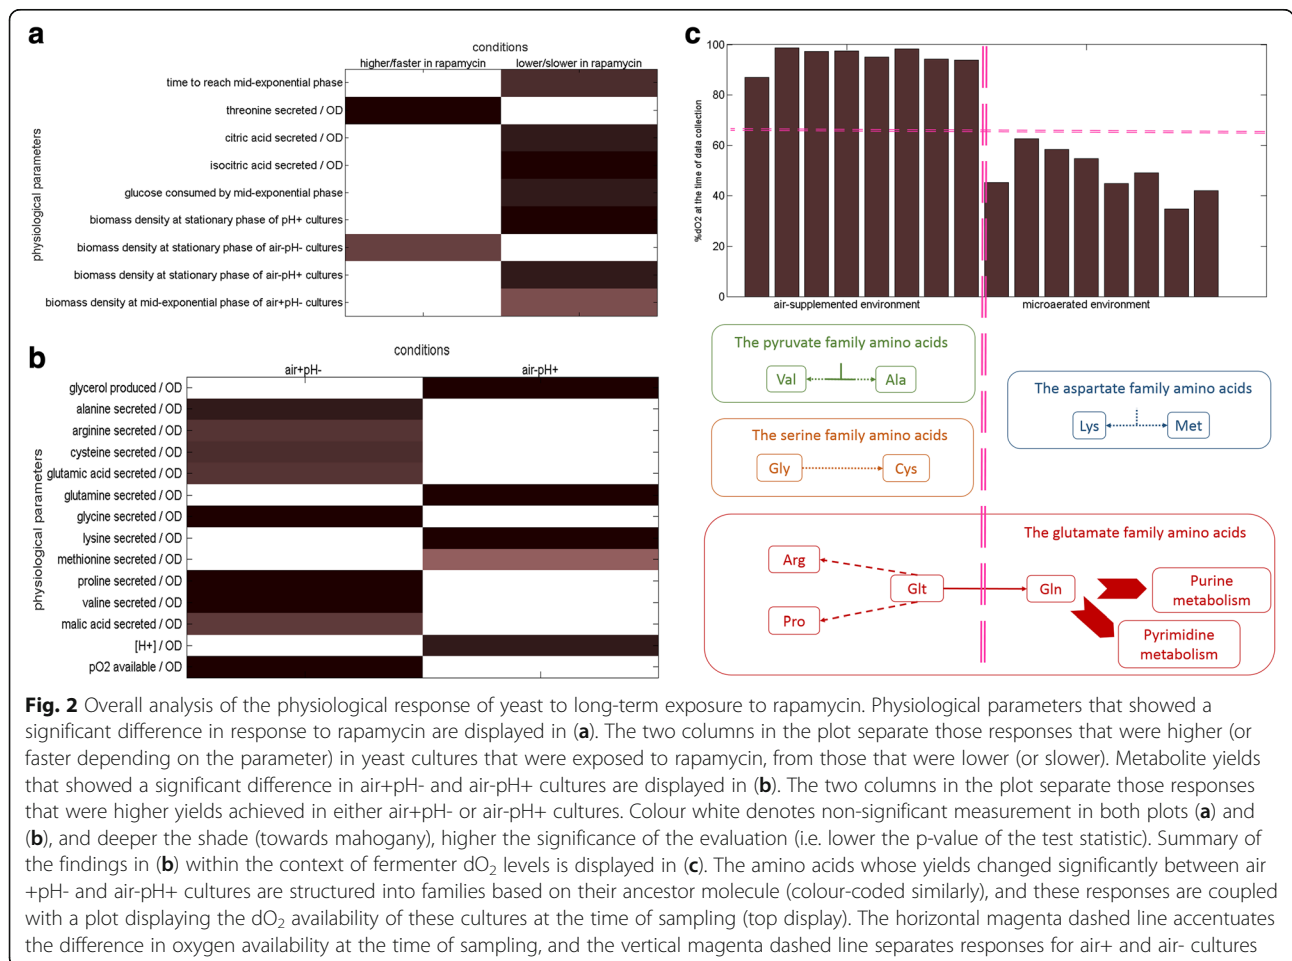 a
conditions
higher/faster in rapamycin
lower/slower in rapamycin
physiological parameters
time to reach mid-exponential phase
threonine secreted / OD
citric acid secreted / OD
isocitric acid secreted / OD
glucose consumed by mid-exponential phase
biomass density at stationary phase of pH+ cultures
biomass density at stationary phase of air-pH- cultures
biomass density at stationary phase of air-pH+ cultures
biomass density at mid-exponential phase of air+pH- cultures
b
conditions
air+pH-
air-pH+
physiological parameters
glycerol produced / OD
alanine secreted / OD
arginine secreted / OD
cysteine secreted / OD
glutamic acid secreted / OD
glutamine secreted / OD
glycine secreted / OD
lysine secreted / OD
methionine secreted / OD
proline secreted / OD
valine secreted / OD
malic acid secreted / OD
[H+] / OD
pO2 available / OD
c
%dO2 at the time of data collection
100
80
60
40
20
0
air-supplemented environment
microaerated environment
The pyruvate family amino acids
Val
Ala
The aspartate family amino acids
Lys
Met
The serine family amino acids
Gly
Cys
The glutamate family amino acids
Arg
Glt
Gln
Pro
Purine
metabolism
Pyrimidine
metabolism
Fig. 2 Overall analysis of the physiological response of yeast to long-term exposure to rapamycin. Physiological parameters that showed a
significant difference in response to rapamycin are displayed in (a). The two columns in the plot separate those responses that were higher (or
faster depending on the parameter) in yeast cultures that were exposed to rapamycin, from those that were lower (or slower). Metabolite yields
that showed a significant difference in air+pH- and air-pH+ cultures are displayed in (b). The two columns in the plot separate those responses
that were higher yields achieved in either air+pH- or air-pH+ cultures. Colour white denotes non-significant measurement in both plots (a) and
(b), and deeper the shade (towards mahogany), higher the significance of the evaluation (i.e. lower the p-value of the test statistic). Summary of
the findings in (b) within the context of fermenter dO2 levels is displayed in (c). The amino acids whose yields changed significantly between air
+pH- and air-pH+ cultures are structured into families based on their ancestor molecule (colour-coded similarly), and these responses are coupled
with a plot displaying the dO2 availability of these cultures at the time of sampling (top display). The horizontal magenta dashed line accentuates
the difference in oxygen availability at the time of sampling, and the vertical magenta dashed line separates responses for air+ and air- cultures